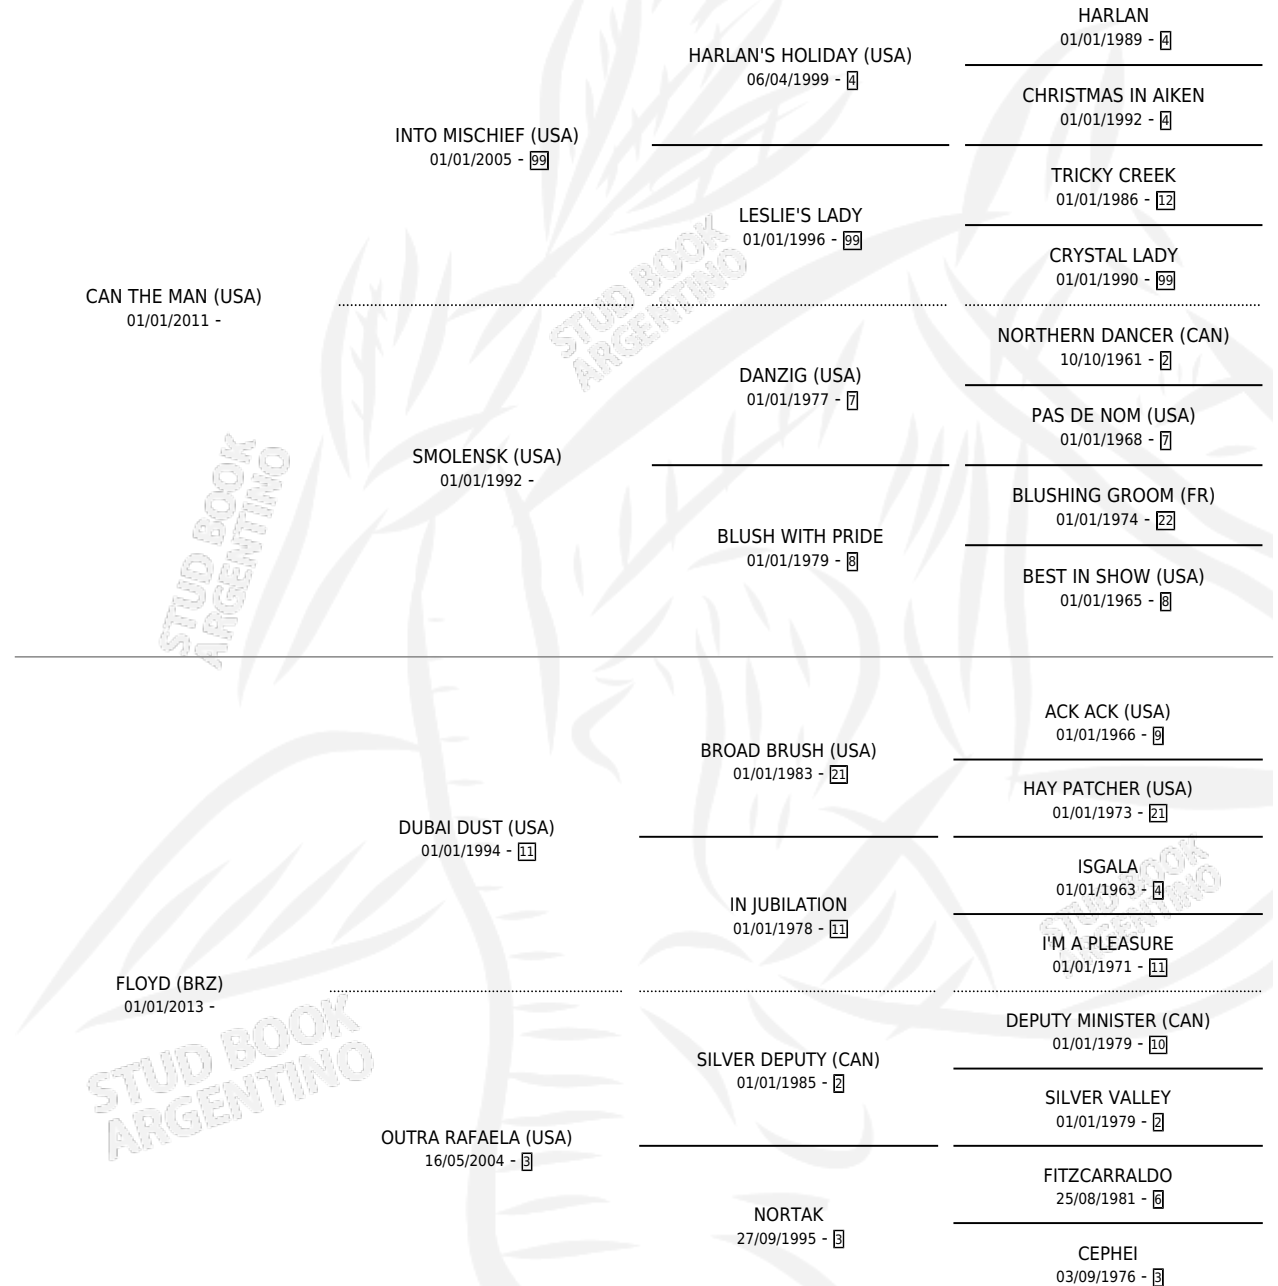 HARLAN
01/01/1989 - 4
HARLAN'S HOLIDAY (USA)
06/04/1999 - 4
CHRISTMAS IN AIKEN
01/01/1992 - 4
INTO MISCHIEF (USA)
01/01/2005 - 99
TRICKY CREEK
01/01/1986 - 12
LESLIE'S LADY
01/01/1996 - 99
CRYSTAL LADY
01/01/1990 - 99
CAN THE MAN (USA)
01/01/2011 -
NORTHERN DANCER (CAN)
10/10/1961 - 2
DANZIG (USA)
01/01/1977 - 7
PAS DE NOM (USA)
01/01/1968 - 7
SMOLENSK (USA)
01/01/1992 -
BLUSHING GROOM (FR)
01/01/1974 - 22
BLUSH WITH PRIDE
01/01/1979 - 8
BEST IN SHOW (USA)
01/01/1965 - 8
STUD BOOK
ARGENTINO
STUD BOOK
ARGENTINO
ACK ACK (USA)
01/01/1966 - 9
BROAD BRUSH (USA)
01/01/1983 - 21
HAY PATCHER (USA)
01/01/1973 - 21
DUBAI DUST (USA)
01/01/1994 - 11
ISGALA
01/01/1963 - 4
IN JUBILATION
01/01/1978 - 11
I'M A PLEASURE
01/01/1971 - 11
FLOYD (BRZ)
01/01/2013 -
DEPUTY MINISTER (CAN)
01/01/1979 - 10
SILVER DEPUTY (CAN)
01/01/1985 - 2
SILVER VALLEY
01/01/1979 - 2
OUTRA RAFAELA (USA)
16/05/2004 - 3
FITZCARRALDO
25/08/1981 - 6
NORTAK
27/09/1995 - 3
CEPHEI
03/09/1976 - 3
STUD BOOK
ARGENTINO
STUD BOOK
ARGENTINO